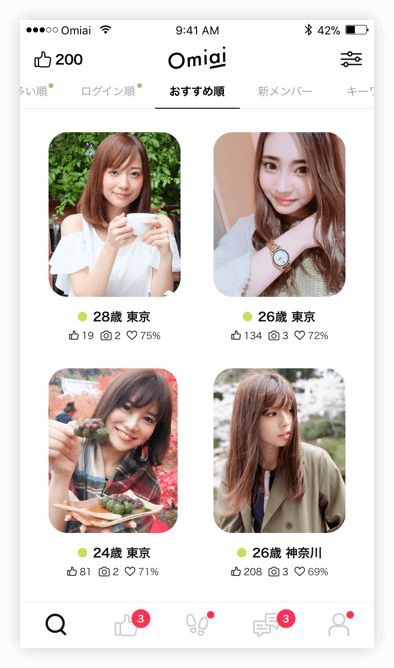 Omiai 9:41 AM 42%
200 Omiai
多い順 ログイン順 おすすめ順 新メンバー キーワ
28歳 東京 26歳 東京
19 2 75% 134 3 72%
24歳 東京 26歳 神奈川
81 2 71% 208 3 69%
3 3